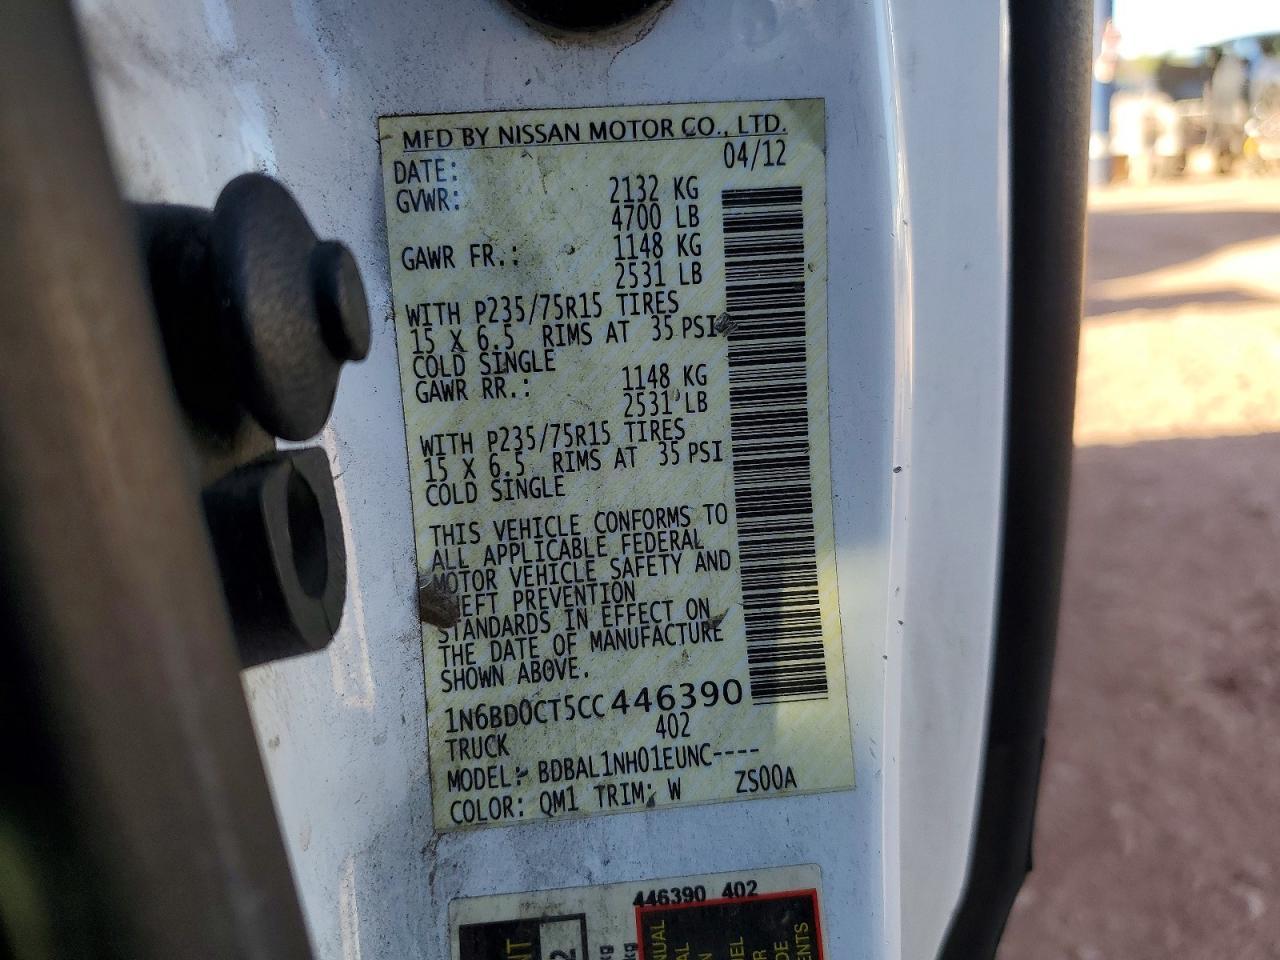 MFD BY NISSAN MOTOR CO., LTD.
DATE: 04/12
GVWR: 2132 KG
4700 LB
GAWR FR.: 1148 KG
2531 LB
WITH P235/75R15 TIRES
15 X 6.5 RIMS AT 35 PSI
COLD SINGLE
GAWR RR.: 1148 KG
2531 LB
WITH P235/75R15 TIRES
15 X 6.5 RIMS AT 35 PSI
COLD SINGLE
THIS VEHICLE CONFORMS TO
ALL APPLICABLE FEDERAL
MOTOR VEHICLE SAFETY AND
THEFT PREVENTION
STANDARDS IN EFFECT ON
THE DATE OF MANUFACTURE
SHOWN ABOVE.
1N6BD0CT5CC446390
TRUCK 402
MODEL: BDBAL1NH01EUNC----
COLOR: QM1 TRIM: W ZS00A
446390 402